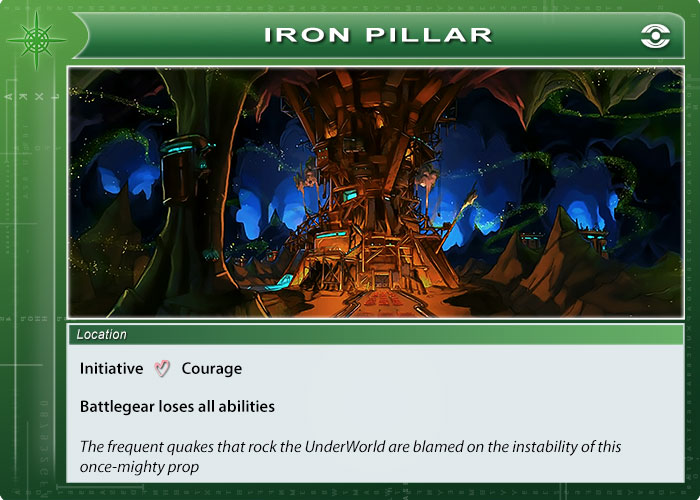 IRON PILLAR
Location
Initiative Courage
Battlegear loses all abilities
The frequent quakes that rock the UnderWorld are blamed on the instability of this
once-mighty prop